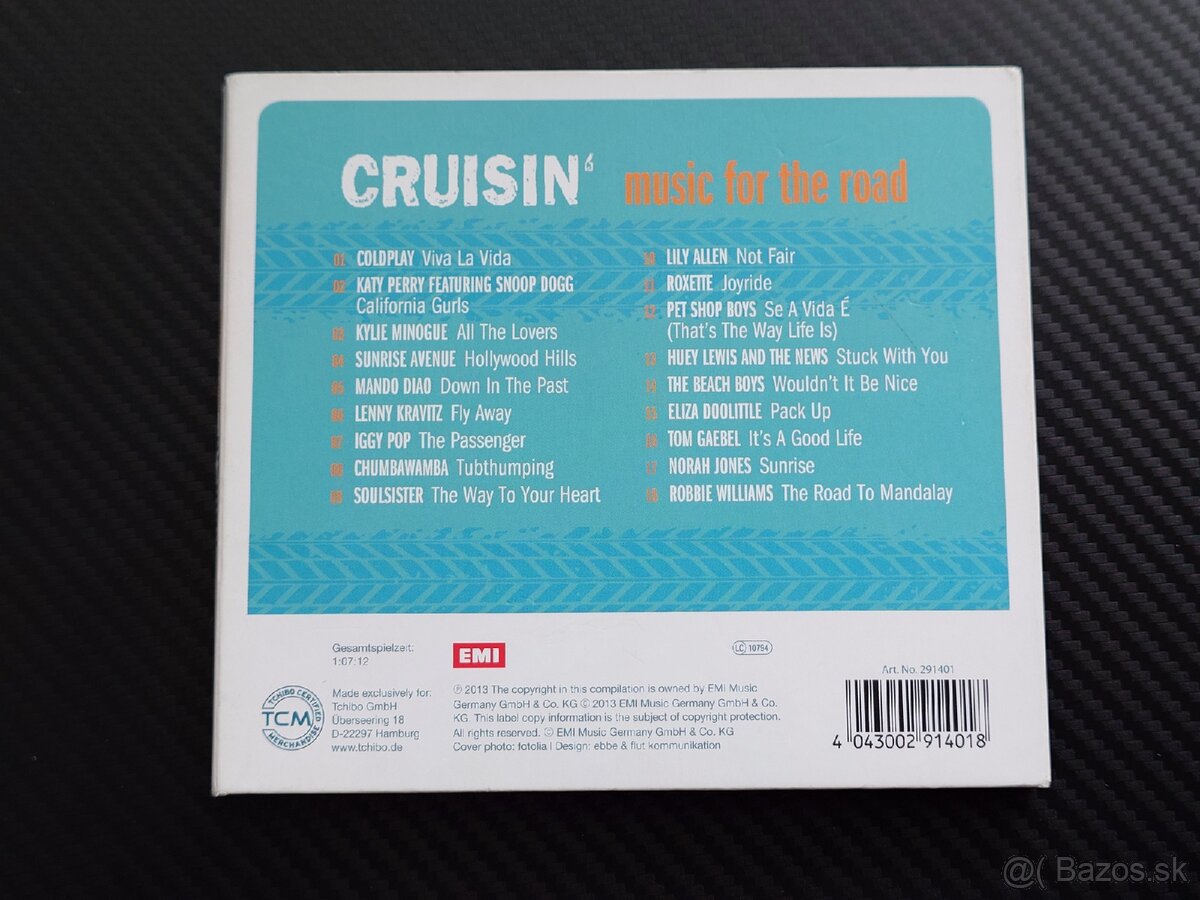 CRUISIN‘ music for the road
01 COLDPLAY Viva La Vida
02 KATY PERRY FEATURING SNOOP DOGG
California Gurls
03 KYLIE MINOGUE All The Lovers
04 SUNRISE AVENUE Hollywood Hills
05 MANDO DIAO Down In The Past
06 LENNY KRAVITZ Fly Away
07 IGGY POP The Passenger
08 CHUMBAWAMBA Tubthumping
09 SOULSISTER The Way To Your Heart
10 LILY ALLEN Not Fair
11 ROXETTE Joyride
12 PET SHOP BOYS Se A Vida É
(That's The Way Life Is)
13 HUEY LEWIS AND THE NEWS Stuck With You
14 THE BEACH BOYS Wouldn't It Be Nice
15 ELIZA DOOLITTLE Pack Up
16 TOM GAEBEL It's A Good Life
17 NORAH JONES Sunrise
18 ROBBIE WILLIAMS The Road To Mandalay
Gesamtspielzeit:
1:07:12
EMI
LC 10794
Art. No. 291401
TCHIBO CERTIFIED
TCM
MERCHANDISE
Made exclusively for:
Tchibo GmbH
Überseering 18
D-22297 Hamburg
www.tchibo.de
℗ 2013 The copyright in this compilation is owned by EMI Music
Germany GmbH & Co. KG © 2013 EMI Music Germany GmbH & Co.
KG. This label copy information is the subject of copyright protection.
All rights reserved. © EMI Music Germany GmbH & Co. KG
Cover photo: fotolia I Design: ebbe & flut kommunikation
4 043002 914018
@( Bazos.sk